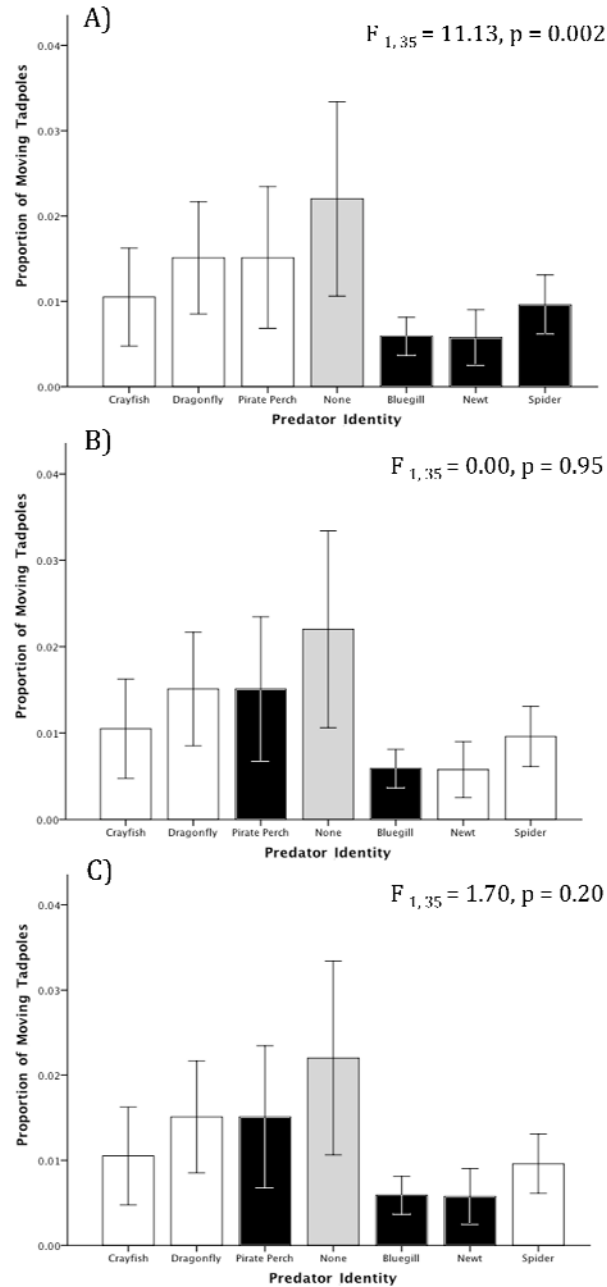 A)
F 1, 35 = 11.13, p = 0.002
Proportion of Moving Tadpoles
0.04
0.03
0.02
0.01
0.00
Crayfish Dragonfly Pirate Perch None Bluegill Newt Spider
Predator Identity
B)
F 1, 35 = 0.00, p = 0.95
Proportion of Moving Tadpoles
0.04
0.03
0.02
0.01
0.00
Crayfish Dragonfly Pirate Perch None Bluegill Newt Spider
Predator Identity
C)
F 1, 35 = 1.70, p = 0.20
Proportion of Moving Tadpoles
0.04
0.03
0.02
0.01
0.00
Crayfish Dragonfly Pirate Perch None Bluegill Newt Spider
Predator Identity